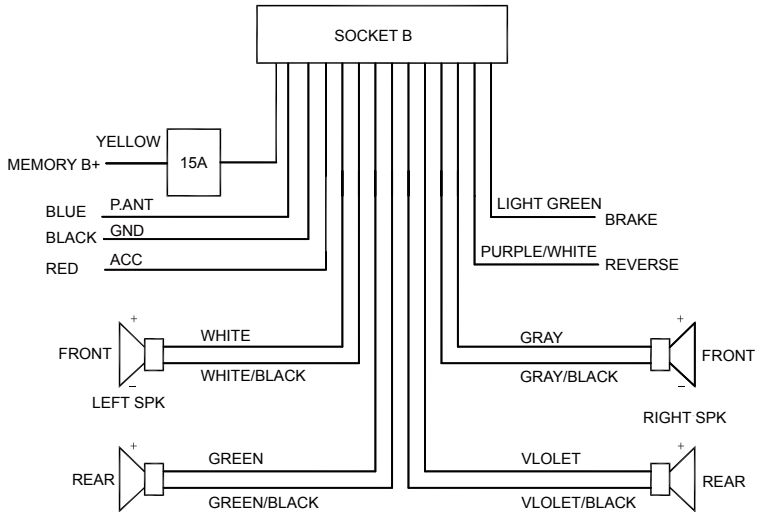 SOCKET B
YELLOW
15A
MEMORY B+
BLUE P.ANT
BLACK GND
RED ACC
LIGHT GREEN
BRAKE
PURPLE/WHITE
REVERSE
+
FRONT
WHITE
WHITE/BLACK
−
LEFT SPK
+
GRAY
GRAY/BLACK
FRONT
−
RIGHT SPK
+
REAR
GREEN
GREEN/BLACK
−
+
VLOLET
VLOLET/BLACK
REAR
−